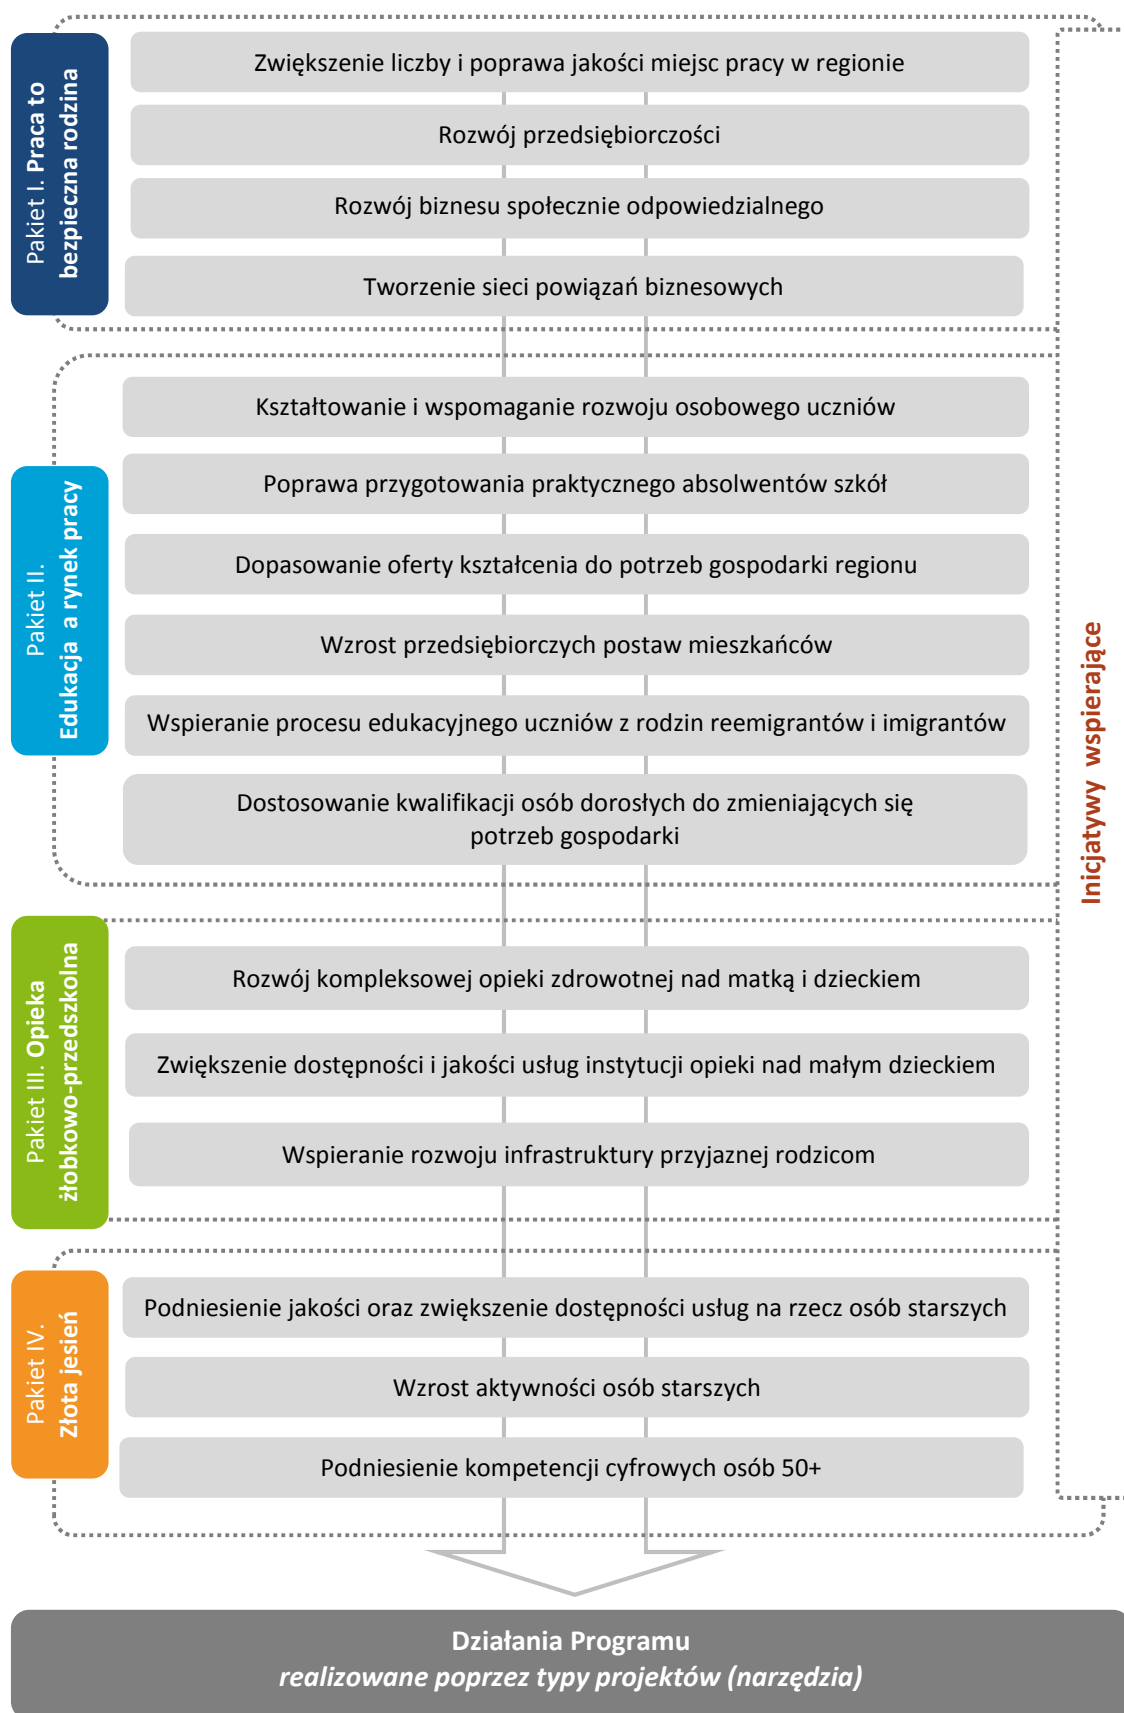 Pakiet I. Praca to
bezpieczna rodzina
Zwiększenie liczby i poprawa jakości miejsc pracy w regionie
Rozwój przedsiębiorczości
Rozwój biznesu społecznie odpowiedzialnego
Tworzenie sieci powiązań biznesowych
Pakiet II.
Edukacja a rynek pracy
Kształtowanie i wspomaganie rozwoju osobowego uczniów
Poprawa przygotowania praktycznego absolwentów szkół
Dopasowanie oferty kształcenia do potrzeb gospodarki regionu
Wzrost przedsiębiorczych postaw mieszkańców
Wspieranie procesu edukacyjnego uczniów z rodzin reemigrantów i imigrantów
Dostosowanie kwalifikacji osób dorosłych do zmieniających się
potrzeb gospodarki
Pakiet III. Opieka
żłobkowo-przedszkolna
Rozwój kompleksowej opieki zdrowotnej nad matką i dzieckiem
Zwiększenie dostępności i jakości usług instytucji opieki nad małym dzieckiem
Wspieranie rozwoju infrastruktury przyjaznej rodzicom
Pakiet IV.
Złota jesień
Podniesienie jakości oraz zwiększenie dostępności usług na rzecz osób starszych
Wzrost aktywności osób starszych
Podniesienie kompetencji cyfrowych osób 50+
Inicjatywy wspierające
Działania Programu
realizowane poprzez typy projektów (narzędzia)